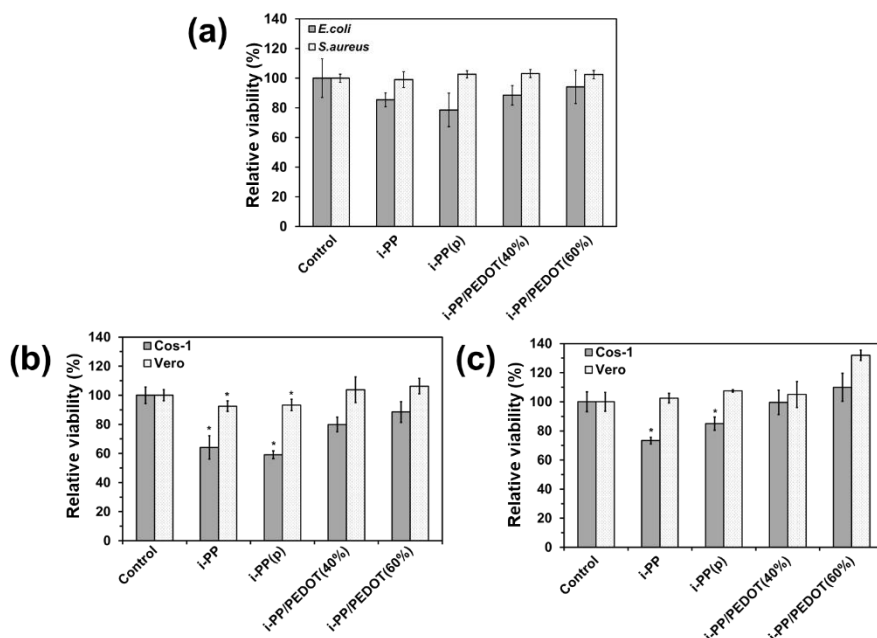 (a)
Relative viability (%)
140
120
100
80
60
40
20
0
E.coli
S.aureus
Control
i-PP
i-PP(p)
i-PP/PEDOT(40%)
i-PP/PEDOT(60%)
(b)
Relative viability (%)
140
120
100
80
60
40
20
0
Cos-1
Vero
* * * *
Control
i-PP
i-PP(p)
i-PP/PEDOT(40%)
i-PP/PEDOT(60%)
(c)
Relative viability (%)
140
120
100
80
60
40
20
0
Cos-1
Vero
* *
Control
i-PP
i-PP(p)
i-PP/PEDOT(40%)
i-PP/PEDOT(60%)